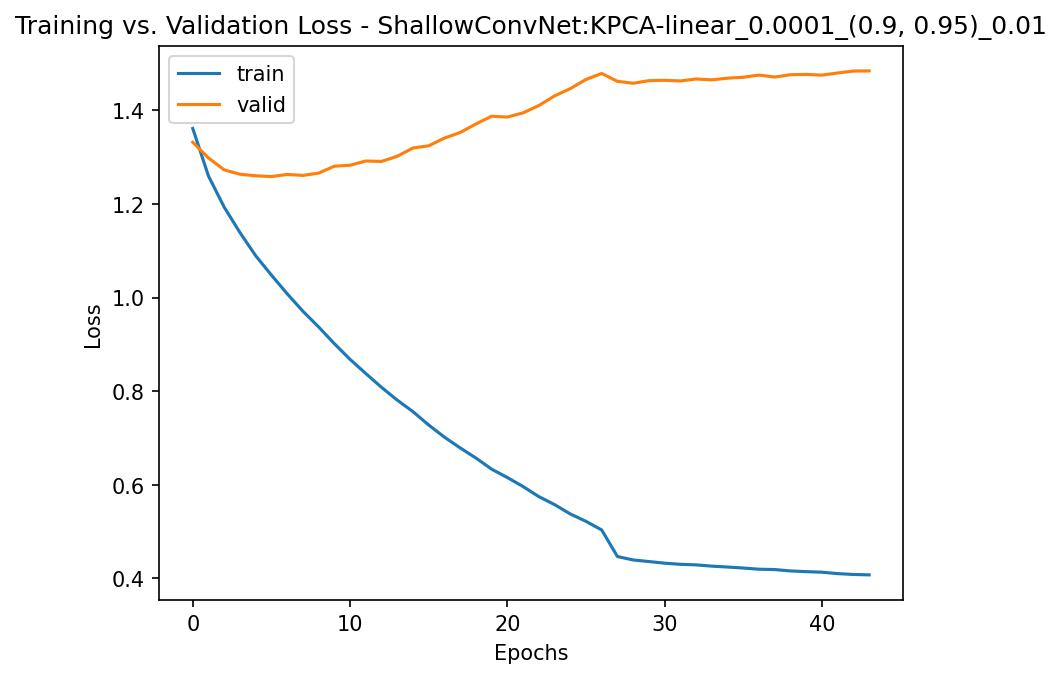 Training vs. Validation Loss - ShallowConvNet:KPCA-linear_0.0001_(0.9, 0.95)_0.01
train
valid
1.4
1.2
1.0
0.8
0.6
0.4
Loss
0
10
20
30
40
Epochs